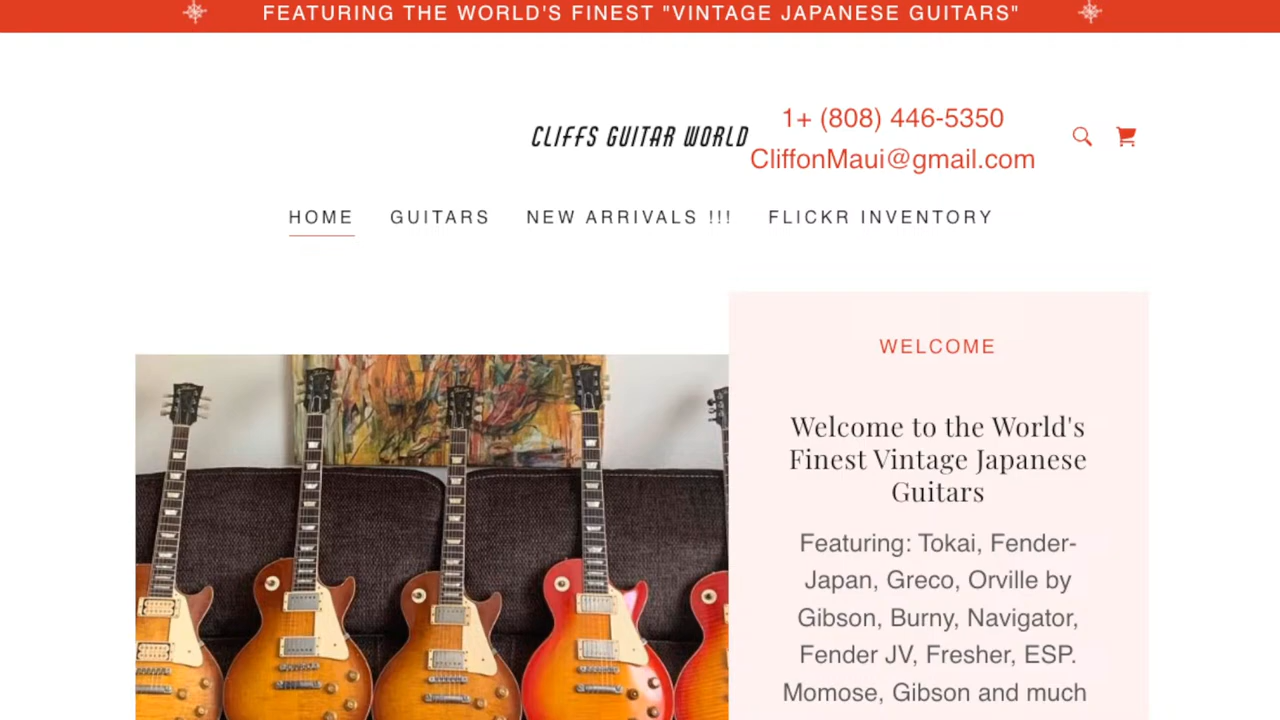 FEATURING THE WORLD'S FINEST "VINTAGE JAPANESE GUITARS"
CLIFFS GUITAR WORLD
1+ (808) 446-5350
CliffonMaui@gmail.com
HOME GUITARS NEW ARRIVALS !!! FLICKR INVENTORY
WELCOME
Welcome to the World's
Finest Vintage Japanese
Guitars
Featuring: Tokai, Fender-
Japan, Greco, Orville by
Gibson, Burny, Navigator,
Fender JV, Fresher, ESP.
Momose, Gibson and much